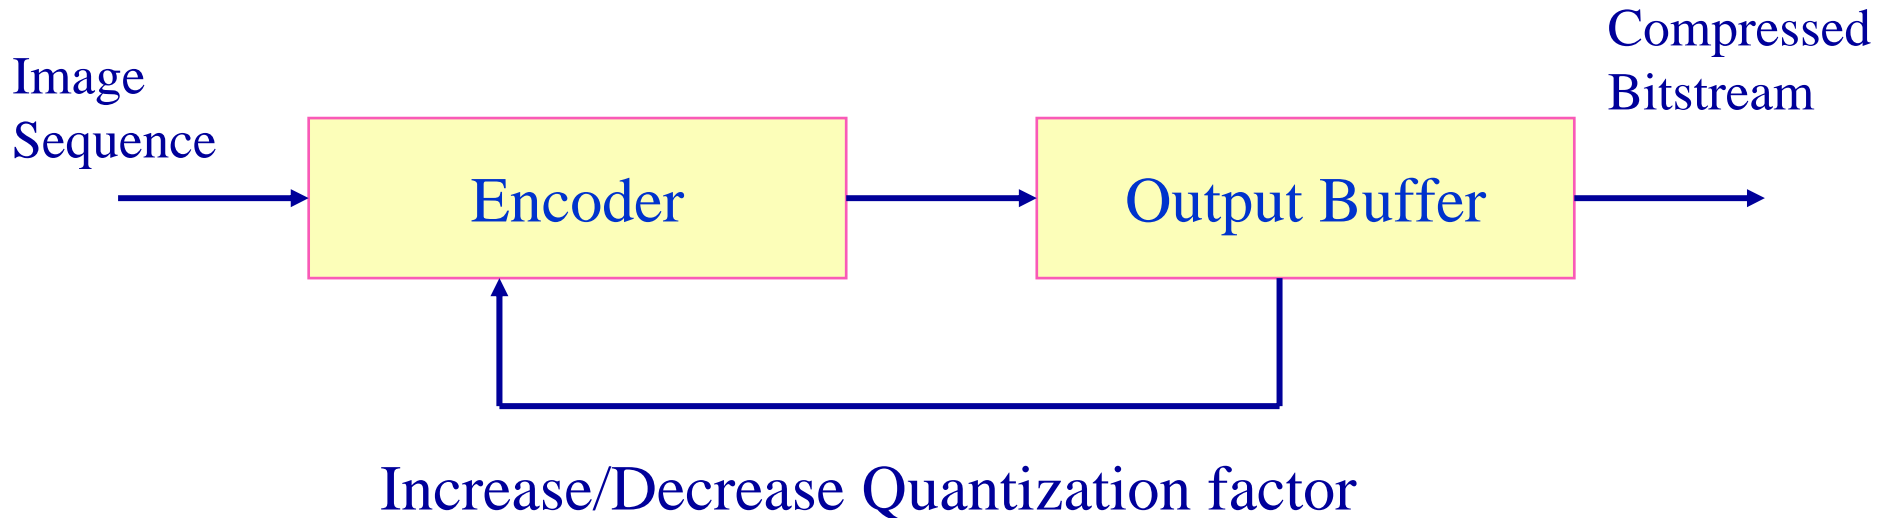 Image
Sequence
Encoder
Output Buffer
Compressed
Bitstream
Increase/Decrease Quantization factor